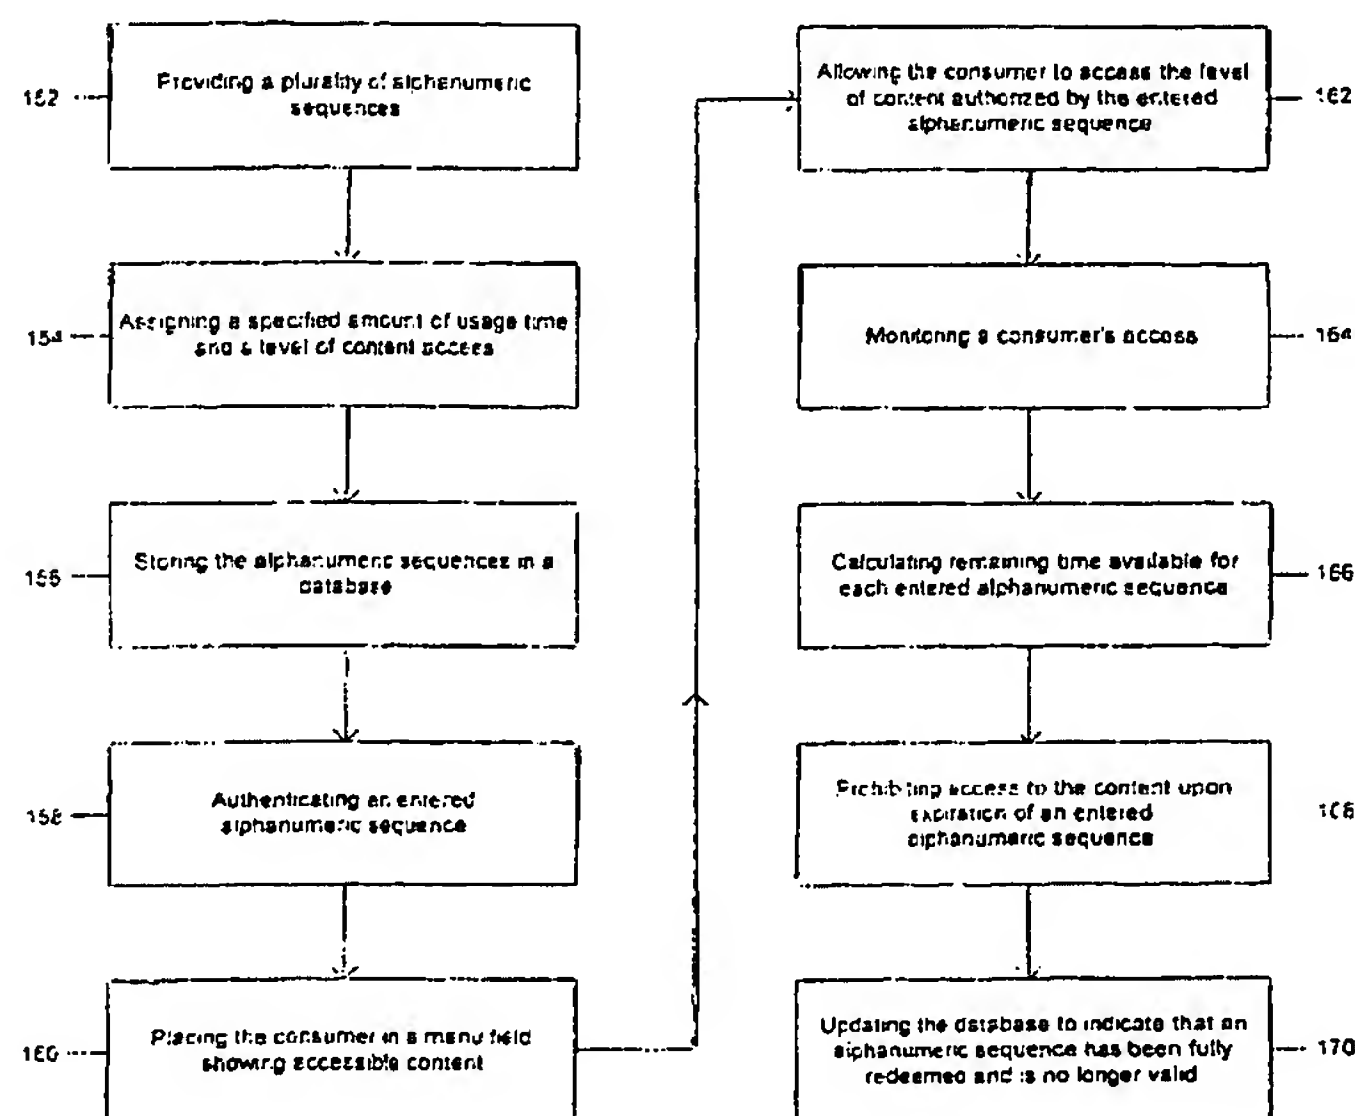 152
Providing a plurality of alphanumeric
sequences
154
Assigning a specified amount of usage time
and a level of content access
156
Storing the alphanumeric sequences in a
database
158
Authenticating an entered
alphanumeric sequence
160
Placing the consumer in a menu field
showing accessible content
Allowing the consumer to access the level
of content authorized by the entered
alphanumeric sequence
162
Monitoring a consumer's access
164
Calculating remaining time available for
each entered alphanumeric sequence
166
Prohibiting access to the content upon
expiration of an entered
alphanumeric sequence
168
Updating the database to indicate that an
alphanumeric sequence has been fully
redeemed and is no longer valid
170